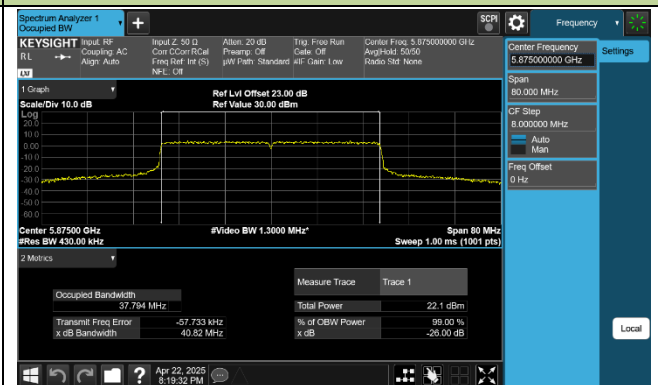 Spectrum Analyzer 1
Occupied BW
SCPI
Frequency
KEYSIGHT
RL
LXI
Input: RF
Coupling: AC
Align: Auto
Input Z: 50 Ω
Corr CCorr RCal
Freq Ref: Int (S)
NFE: Off
Atten: 20 dB
Preamp: Off
µW Path: Standard
Trig: Free Run
Gate: Off
#IF Gain: Low
Center Freq: 5.875000000 GHz
Avg|Hold: 50/50
Radio Std: None
Center Frequency
5.875000000 GHz
Settings
Span
80.000 MHz
CF Step
8.000000 MHz
Auto
Man
Freq Offset
0 Hz
Local
1 Graph
Scale/Div 10.0 dB
Ref Lvl Offset 23.00 dB
Ref Value 30.00 dBm
Log
20.0
10.0
0.00
-10.0
-20.0
-30.0
-40.0
-50.0
-60.0
Center 5.87500 GHz
#Video BW 1.3000 MHz*
Span 80 MHz
#Res BW 430.00 kHz
Sweep 1.00 ms (1001 pts)
2 Metrics
Measure Trace
Trace 1
Occupied Bandwidth
37.794 MHz
Total Power
22.1 dBm
Transmit Freq Error
-57.733 kHz
% of OBW Power
99.00 %
x dB Bandwidth
40.82 MHz
x dB
-26.00 dB
Apr 22, 2025
8:19:32 PM